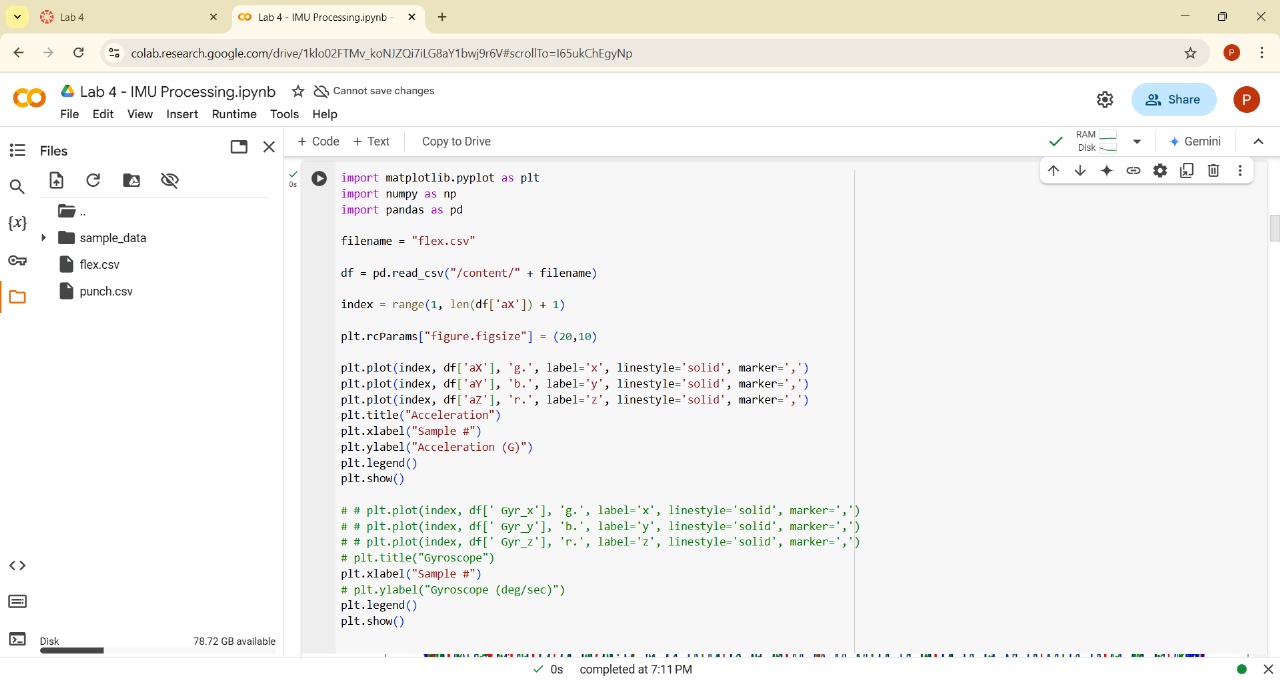 Lab 4
Lab 4 - IMU Processing.ipynb -
colab.research.google.com/drive/1klo02FTMv_koNJZQi7iLG8aY1bwj9r6V#scrollTo=I65ukChEgyNp
P
Lab 4 - IMU Processing.ipynb
Cannot save changes
File Edit View Insert Runtime Tools Help
Share
P
Files
+ Code + Text Copy to Drive
RAM
Disk
Gemini
..
sample_data
flex.csv
punch.csv
{x}
Disk 78.72 GB available
0s
import matplotlib.pyplot as plt
import numpy as np
import pandas as pd
filename = "flex.csv"
df = pd.read_csv("/content/" + filename)
index = range(1, len(df['aX']) + 1)
plt.rcParams["figure.figsize"] = (20,10)
plt.plot(index, df['aX'], 'g.', label='x', linestyle='solid', marker=',')
plt.plot(index, df['aY'], 'b.', label='y', linestyle='solid', marker=',')
plt.plot(index, df['aZ'], 'r.', label='z', linestyle='solid', marker=',')
plt.title("Acceleration")
plt.xlabel("Sample #")
plt.ylabel("Acceleration (G)")
plt.legend()
plt.show()
# # plt.plot(index, df[' Gyr_x'], 'g.', label='x', linestyle='solid', marker=',')
# # plt.plot(index, df[' Gyr_y'], 'b.', label='y', linestyle='solid', marker=',')
# # plt.plot(index, df[' Gyr_z'], 'r.', label='z', linestyle='solid', marker=',')
# plt.title("Gyroscope")
plt.xlabel("Sample #")
# plt.ylabel("Gyroscope (deg/sec)")
plt.legend()
plt.show()
0s completed at 7:11 PM